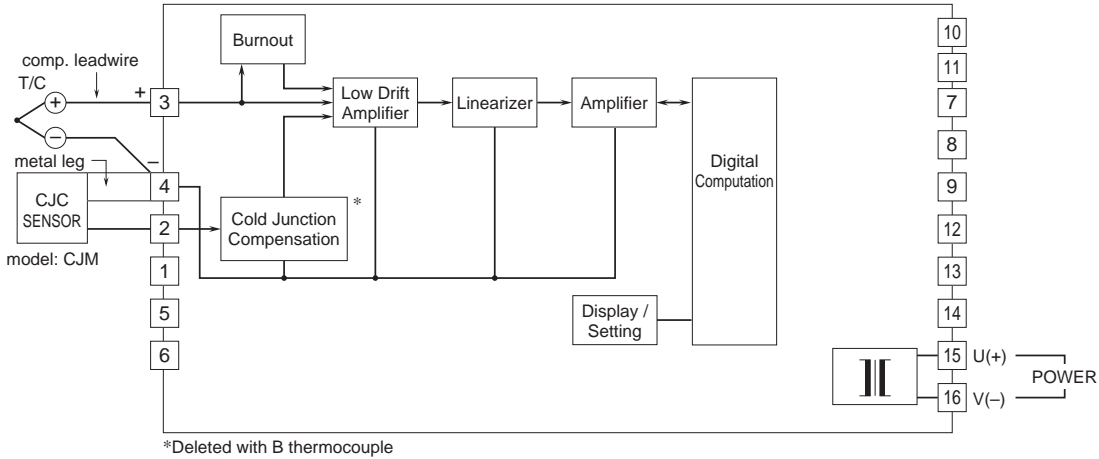 Burnout
comp. leadwire
T/C
+
+
3
Low Drift
Amplifier
Linearizer
Amplifier
−
−
metal leg
4
CJC
SENSOR
2
Cold Junction
Compensation
*
model: CJM
1
5
6
Digital
Computation
Display /
Setting
10
11
7
8
9
12
13
14
15 U(+)
POWER
16 V(–)
*Deleted with B thermocouple